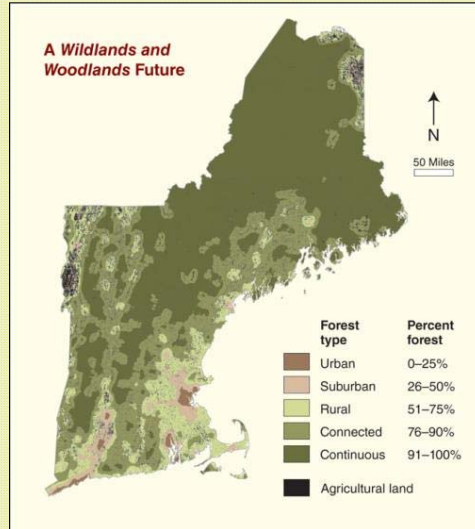 A Wildlands and
Woodlands Future
N
50 Miles
Forest type Percent forest
Urban 0–25%
Suburban 26–50%
Rural 51–75%
Connected 76–90%
Continuous 91–100%
Agricultural land